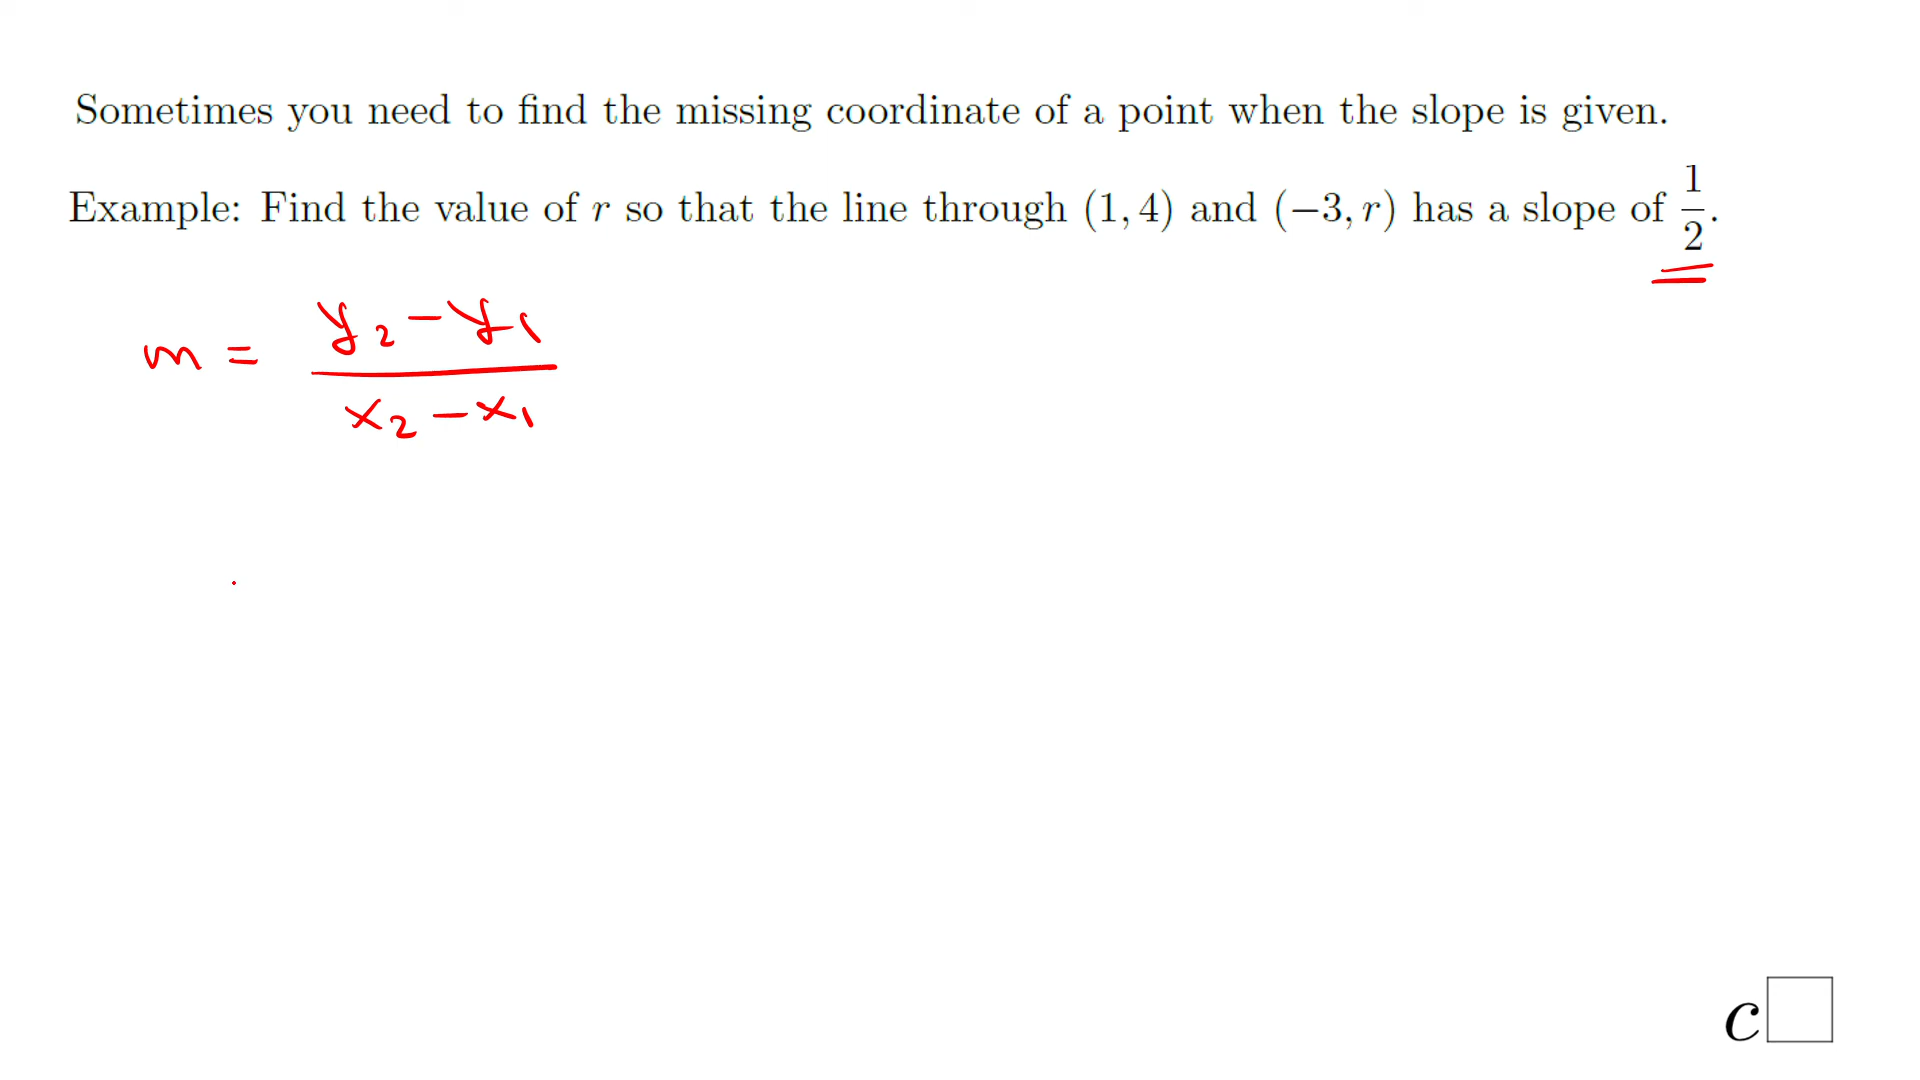 Sometimes you need to find the missing coordinate of a point when the slope is given.
Example: Find the value of r so that the line through (1, 4) and (−3, r) has a slope of 1/2.
m = (y₂ − y₁)/(x₂ − x₁)
c